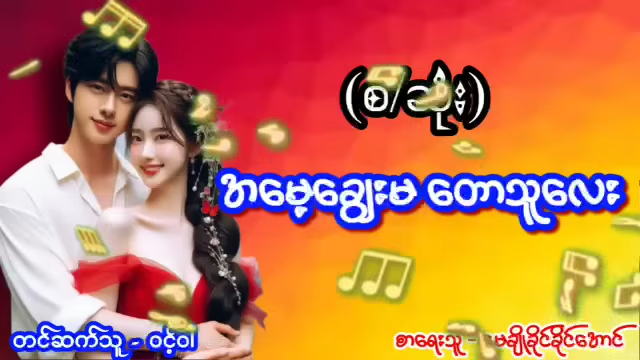 (စ/ဆုံး)
အမေ့ချွေးမ တောသူလေး
တင်ဆက်သူ - ဝင့်ဝါ
စာရေးသူ - မချိုခိုင်ခိုင်အောင်